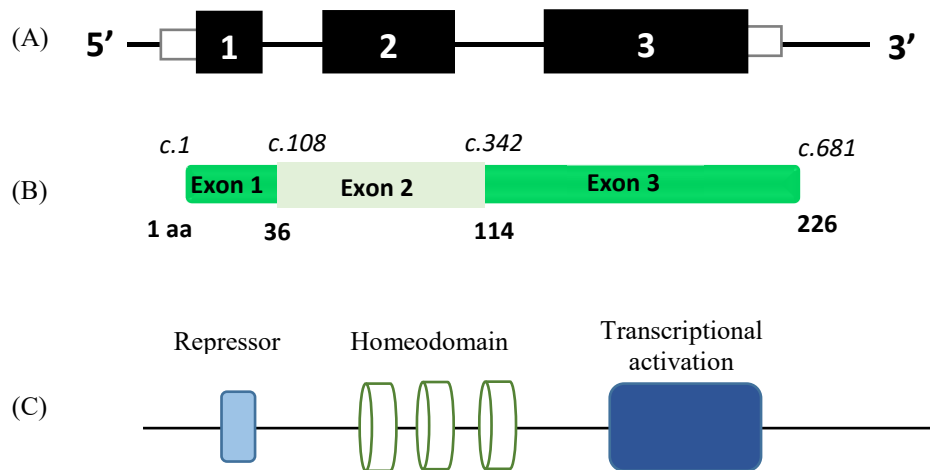 (A) 5’ 1 2 3 3’
c.1 c.108 c.342 c.681
(B) Exon 1 Exon 2 Exon 3
1 aa 36 114 226
Repressor Homeodomain Transcriptional
activation
(C)